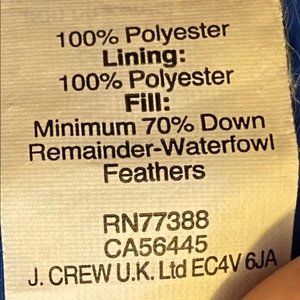 100% Polyester
Lining:
100% Polyester
Fill:
Minimum 70% Down
Remainder-Waterfowl
Feathers
RN77388
CA56445
J. CREW U.K. Ltd EC4V 6JA